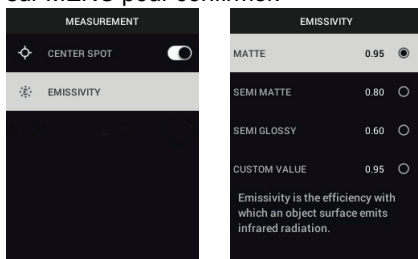 sur MENU pour confirmer.
MEASUREMENT
CENTER SPOT
EMISSIVITY
EMISSIVITY
MATTE 0.95
SEMI MATTE 0.80
SEMI GLOSSY 0.60
CUSTOM VALUE 0.95
Emissivity is the efficiency with
which an object surface emits
infrared radiation.